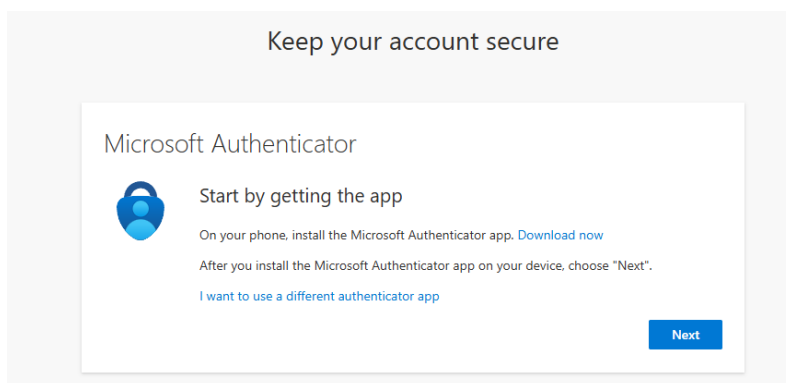 Keep your account secure
Microsoft Authenticator
Start by getting the app
On your phone, install the Microsoft Authenticator app. Download now
After you install the Microsoft Authenticator app on your device, choose "Next".
I want to use a different authenticator app
Next